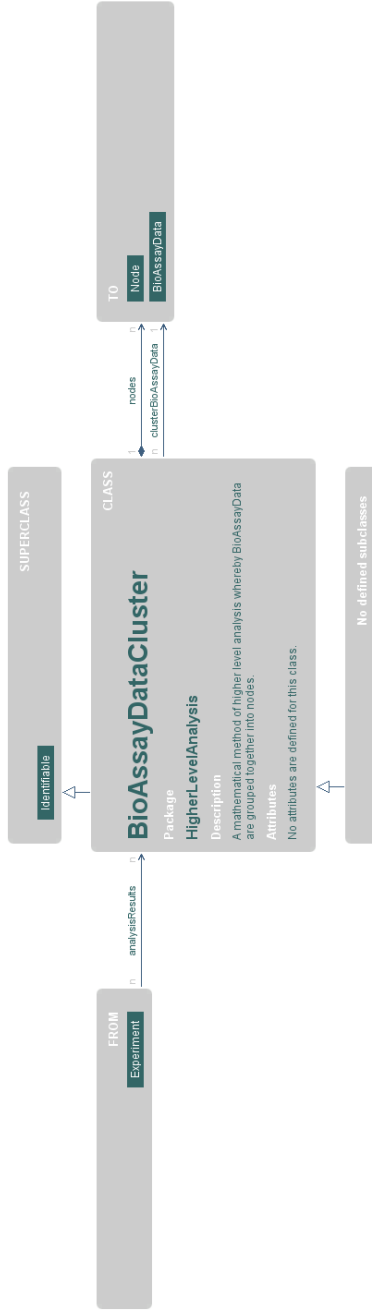 SUPERCLASS
Identifiable
FROM
Experiment
n
analysisResults
n
CLASS
BioAssayDataCluster
Package
HigherLevelAnalysis
Description
A mathematical method of higher level analysis whereby BioAssayData
are grouped together into nodes.
Attributes
No attributes are defined for this class.
1
nodes
n
n
clusterBioAssayData
1
TO
Node
BioAssayData
No defined subclasses